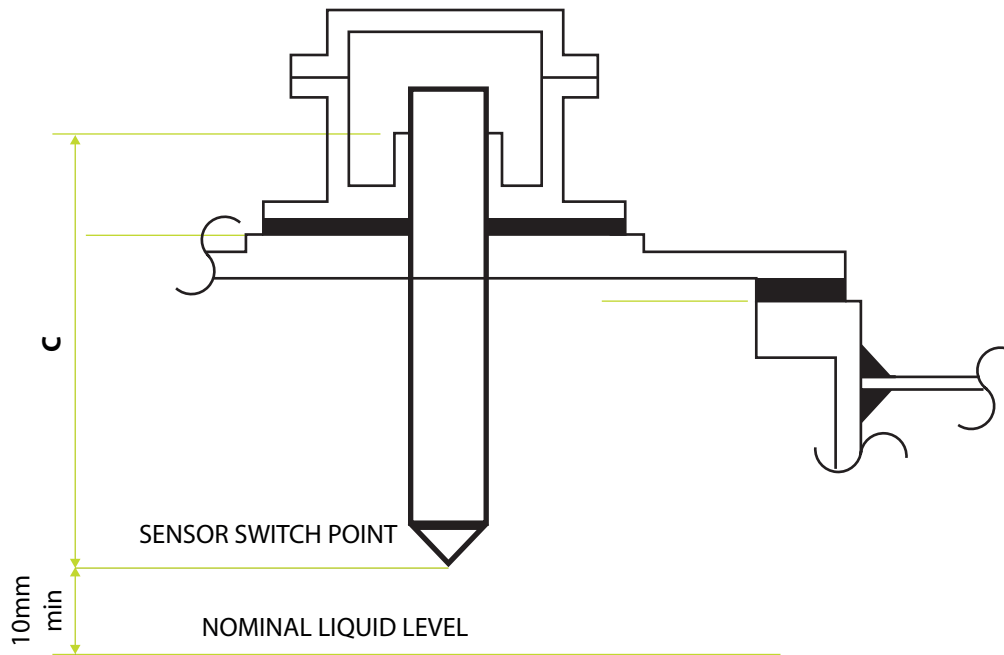 C
SENSOR SWITCH POINT
10mm
min
NOMINAL LIQUID LEVEL